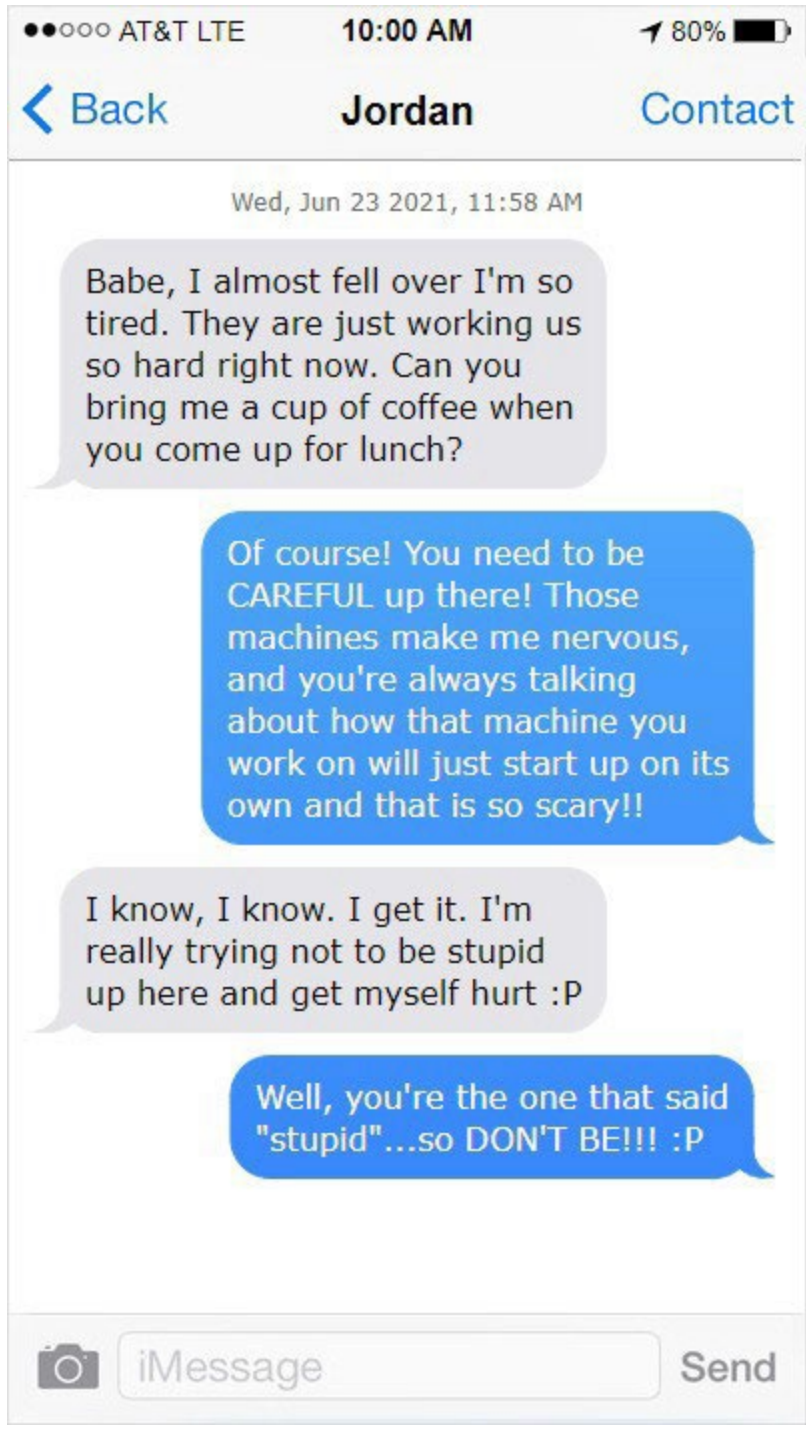 AT&T LTE 10:00 AM 80%
Back Jordan Contact
Wed, Jun 23 2021, 11:58 AM
Babe, I almost fell over I'm so
tired. They are just working us
so hard right now. Can you
bring me a cup of coffee when
you come up for lunch?
Of course! You need to be
CAREFUL up there! Those
machines make me nervous,
and you're always talking
about how that machine you
work on will just start up on its
own and that is so scary!!
I know, I know. I get it. I'm
really trying not to be stupid
up here and get myself hurt :P
Well, you're the one that said
"stupid"...so DON'T BE!!! :P
iMessage Send